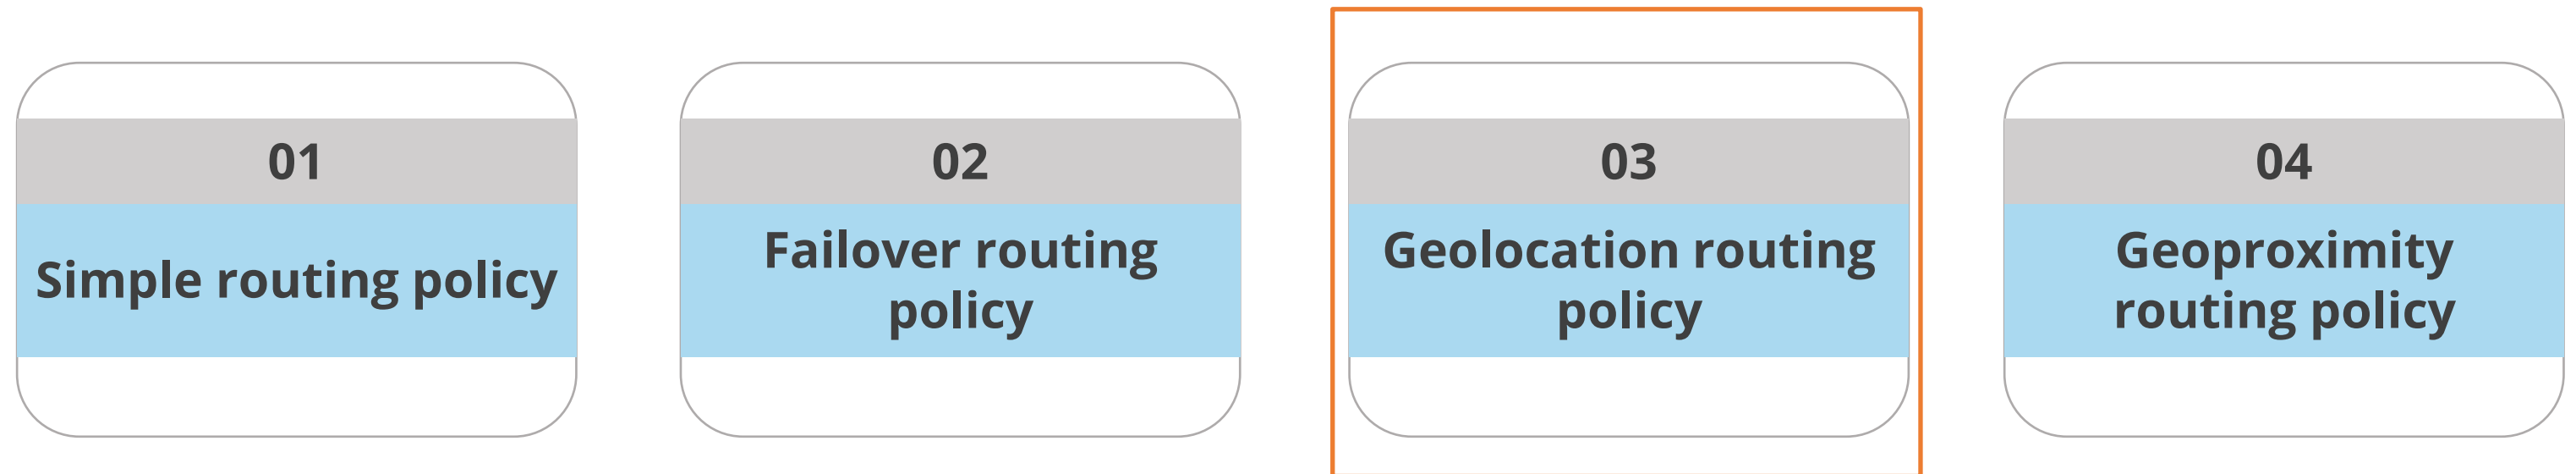 01
Simple routing policy
02
Failover routing
policy
03
Geolocation routing
policy
04
Geoproximity
routing policy